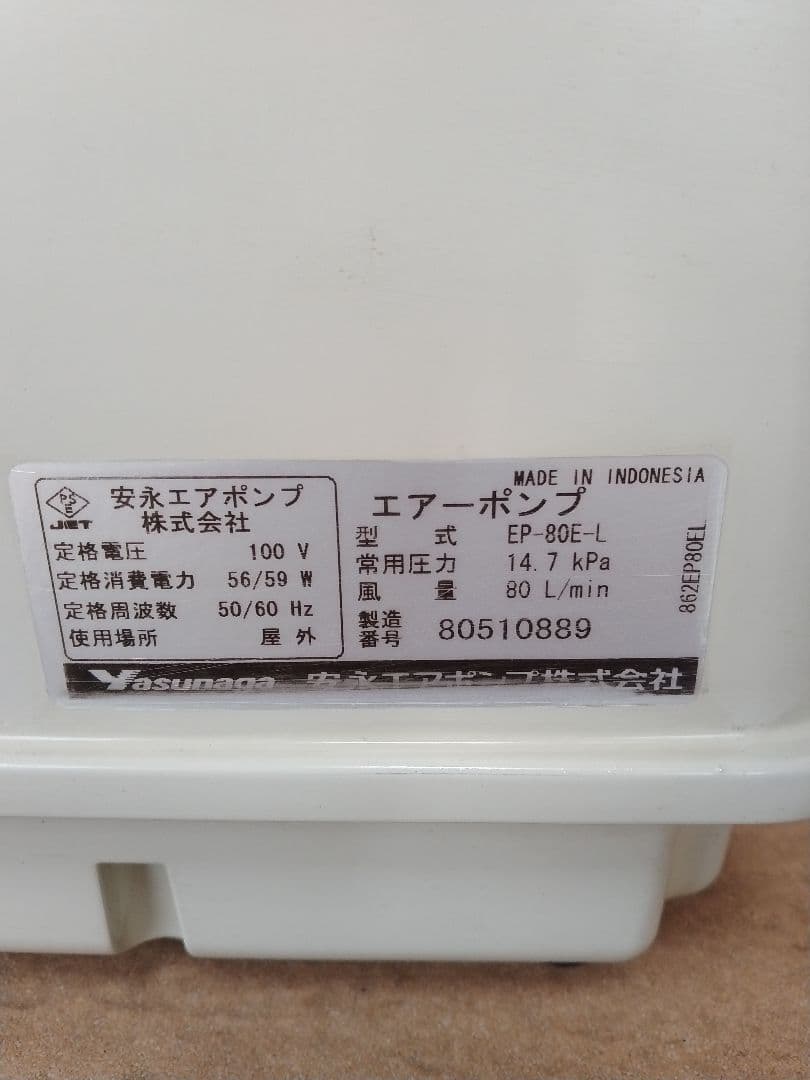 PSE
JET
安永エアポンプ
株式会社
定格電圧 100 V
定格消費電力 56/59 W
定格周波数 50/60 Hz
使用場所 屋 外
MADE IN INDONESIA
エアーポンプ
型 式 EP-80E-L
常用圧力 14.7 kPa
風 量 80 L/min
製造
番号 80510889
862EP80EL
Yasunaga 安永エアポンプ株式会社